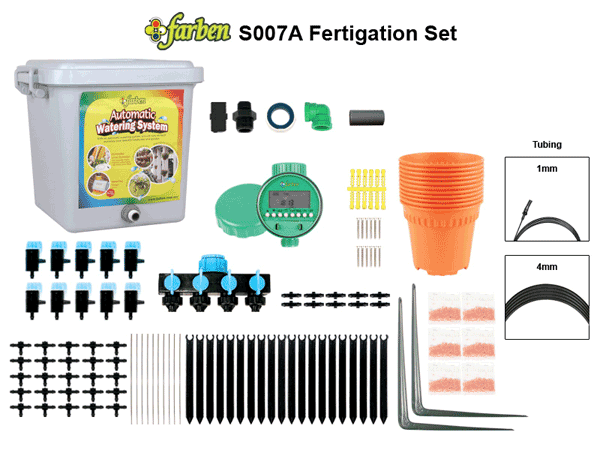 farben S007A Fertigation Set
farben
Automatic
Watering System
Tubing
1mm
4mm